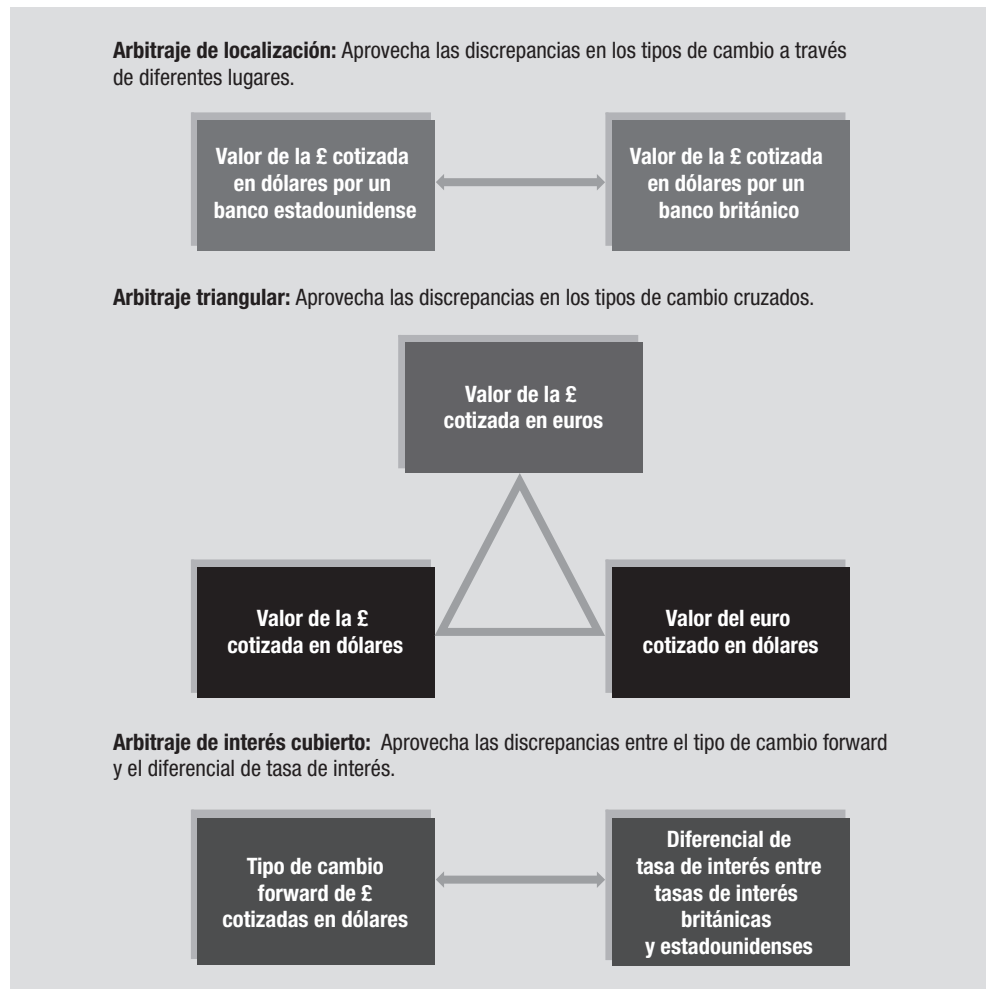 Arbitraje de localización: Aprovecha las discrepancias en los tipos de cambio a través
de diferentes lugares.
Valor de la £ cotizada
en dólares por un
banco estadounidense
Valor de la £ cotizada
en dólares por un
banco británico
Arbitraje triangular: Aprovecha las discrepancias en los tipos de cambio cruzados.
Valor de la £
cotizada en euros
Valor de la £
cotizada en dólares
Valor del euro
cotizado en dólares
Arbitraje de interés cubierto: Aprovecha las discrepancias entre el tipo de cambio forward
y el diferencial de tasa de interés.
Tipo de cambio
forward de £
cotizadas en dólares
Diferencial de
tasa de interés entre
tasas de interés
británicas
y estadounidenses